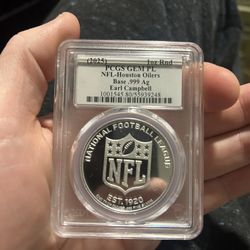 (2025) 1oz Rnd
PCGS GEM PL
NFL-Houston Oilers
Base .999 Ag
Earl Campbell
1001545.80/55939248
NATIONAL FOOTBALL LEAGUE
NFL
EST. 1920